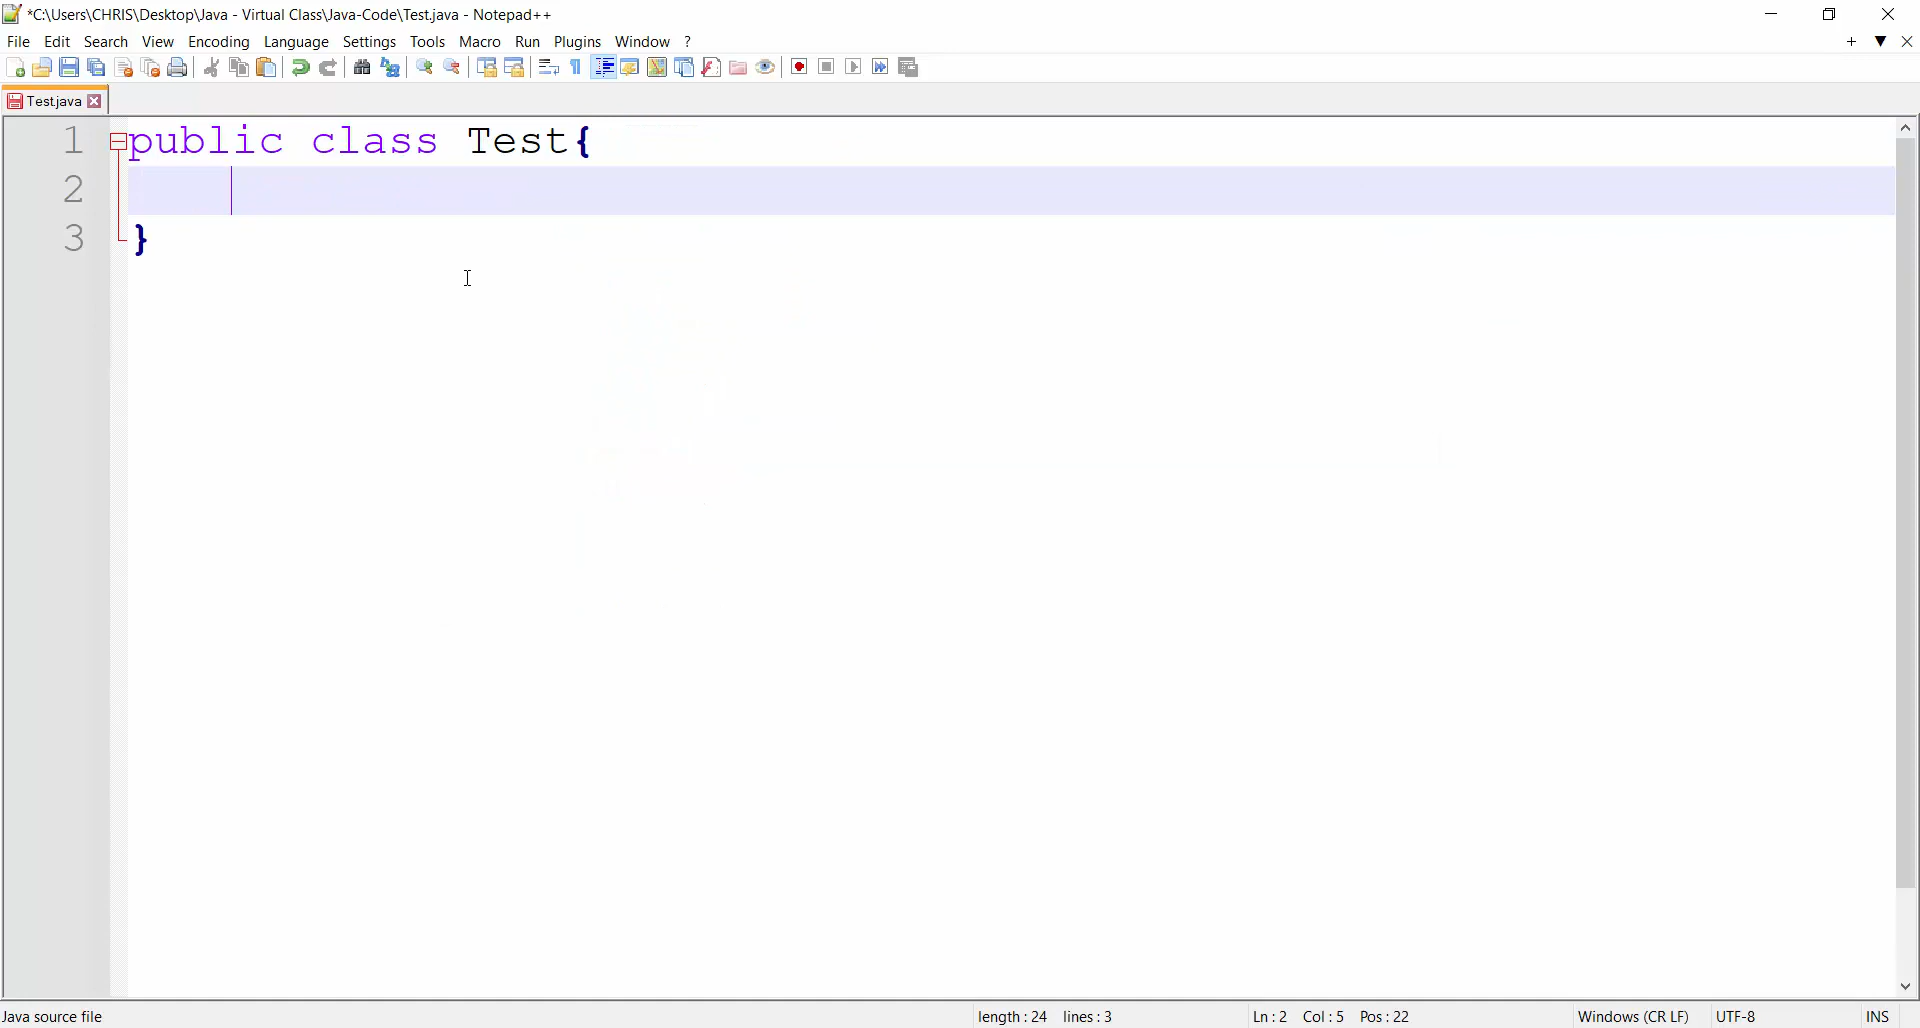 *C:\Users\CHRIS\Desktop\Java - Virtual Class\Java-Code\Test.java - Notepad++
File Edit Search View Encoding Language Settings Tools Macro Run Plugins Window ?
Test.java
1 public class Test{
2
3 }
Java source file length : 24 lines : 3 Ln : 2 Col : 5 Pos : 22 Windows (CR LF) UTF-8 INS